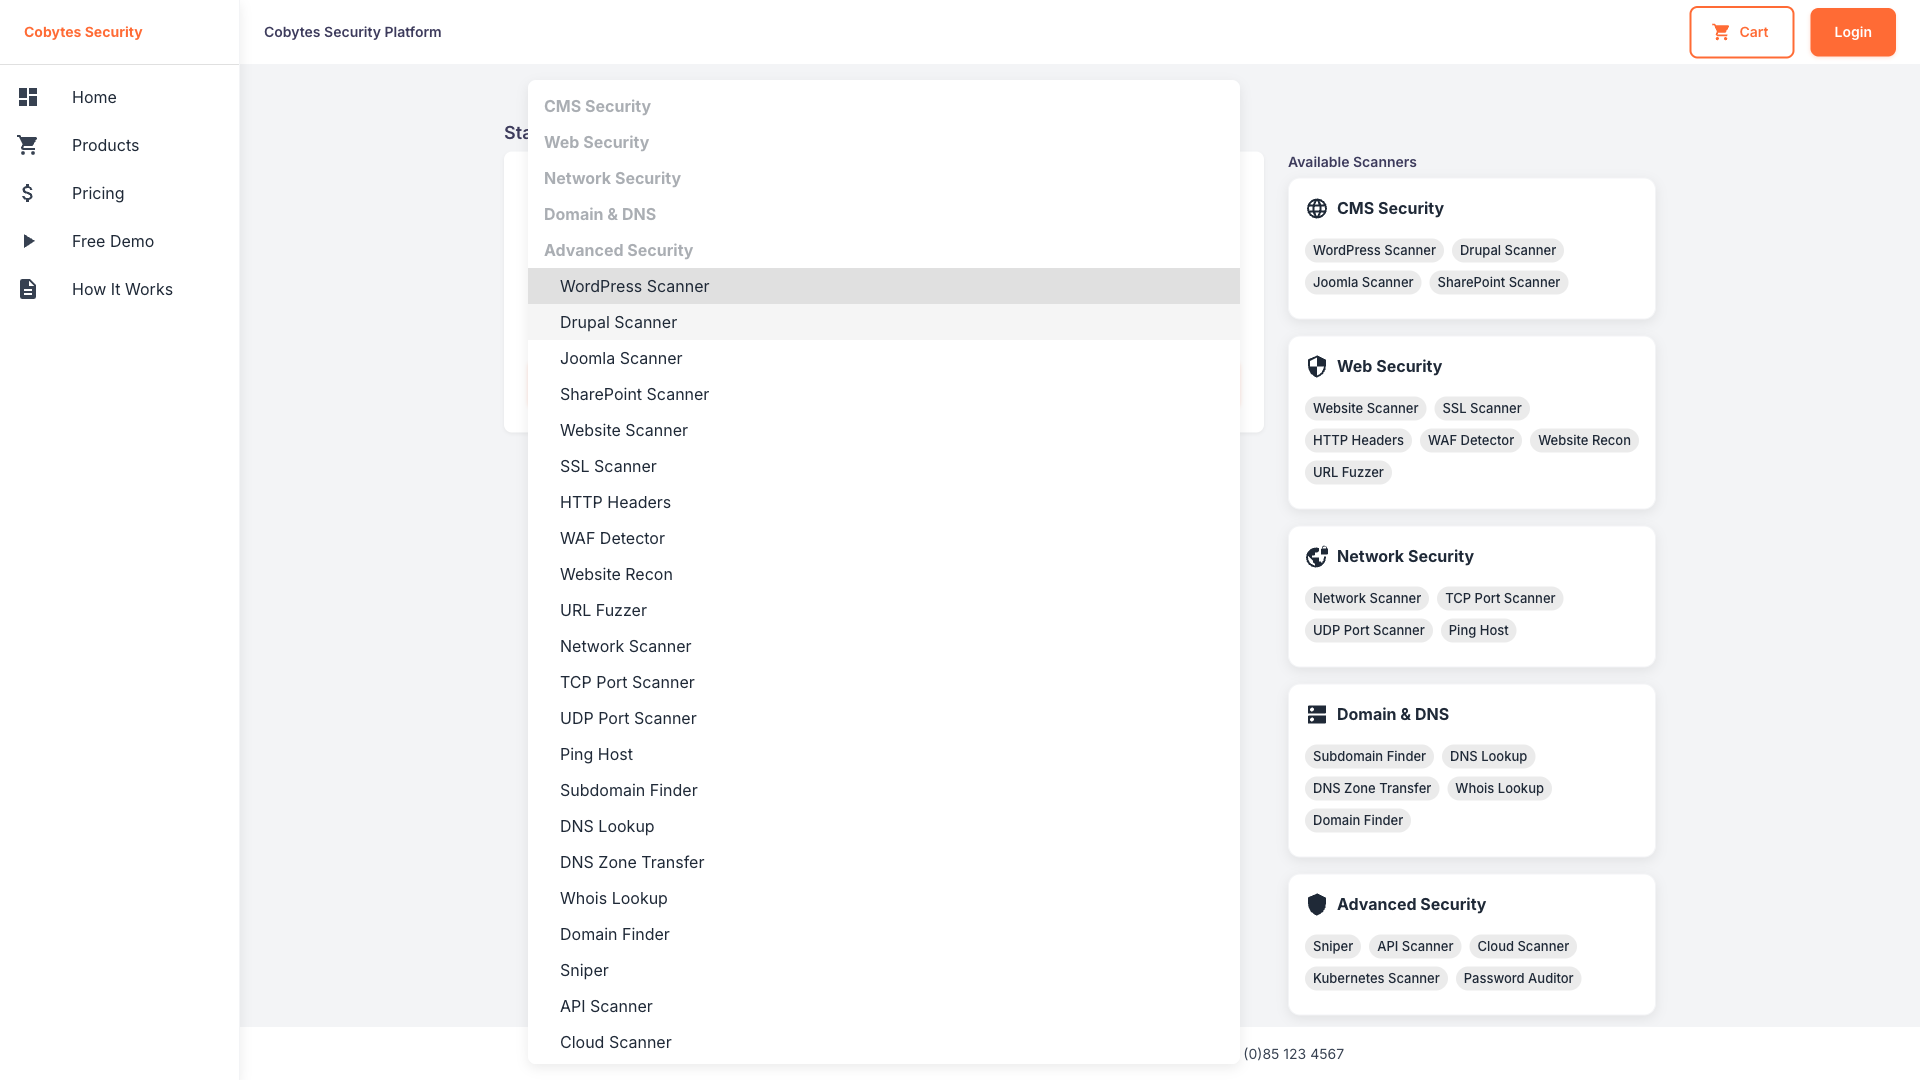 Cobytes Security
Cobytes Security Platform
Cart
Login
Home
Products
Pricing
Free Demo
How It Works
CMS Security
Web Security
Network Security
Domain & DNS
Advanced Security
WordPress Scanner
Drupal Scanner
Joomla Scanner
SharePoint Scanner
Website Scanner
SSL Scanner
HTTP Headers
WAF Detector
Website Recon
URL Fuzzer
Network Scanner
TCP Port Scanner
UDP Port Scanner
Ping Host
Subdomain Finder
DNS Lookup
DNS Zone Transfer
Whois Lookup
Domain Finder
Sniper
API Scanner
Cloud Scanner
Available Scanners
CMS Security
WordPress Scanner Drupal Scanner
Joomla Scanner SharePoint Scanner
Web Security
Website Scanner SSL Scanner
HTTP Headers WAF Detector Website Recon
URL Fuzzer
Network Security
Network Scanner TCP Port Scanner
UDP Port Scanner Ping Host
Domain & DNS
Subdomain Finder DNS Lookup
DNS Zone Transfer Whois Lookup
Domain Finder
Advanced Security
Sniper API Scanner Cloud Scanner
Kubernetes Scanner Password Auditor
(0)85 123 4567